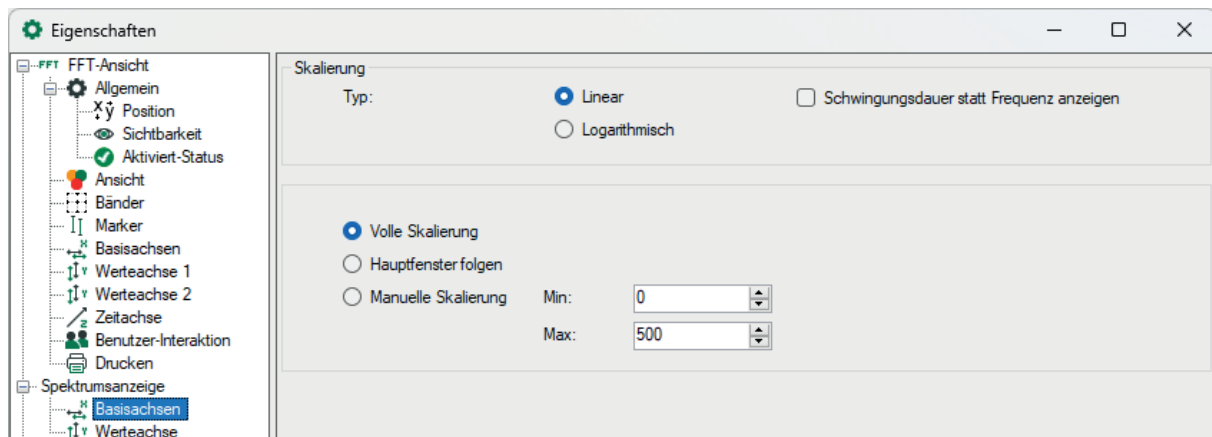 Eigenschaften
FFT FFT-Ansicht
Allgemein
X Y Position
Sichtbarkeit
Aktiviert-Status
Ansicht
Bänder
Marker
X Basisachsen
Y Werteachse 1
Y Werteachse 2
Z Zeitachse
Benutzer-Interaktion
Drucken
Spektrumsanzeige
X Basisachsen
Y Werteachse
Skalierung
Typ:
Linear
Schwingungsdauer statt Frequenz anzeigen
Logarithmisch
Volle Skalierung
Hauptfenster folgen
Manuelle Skalierung Min: 0
Max: 500